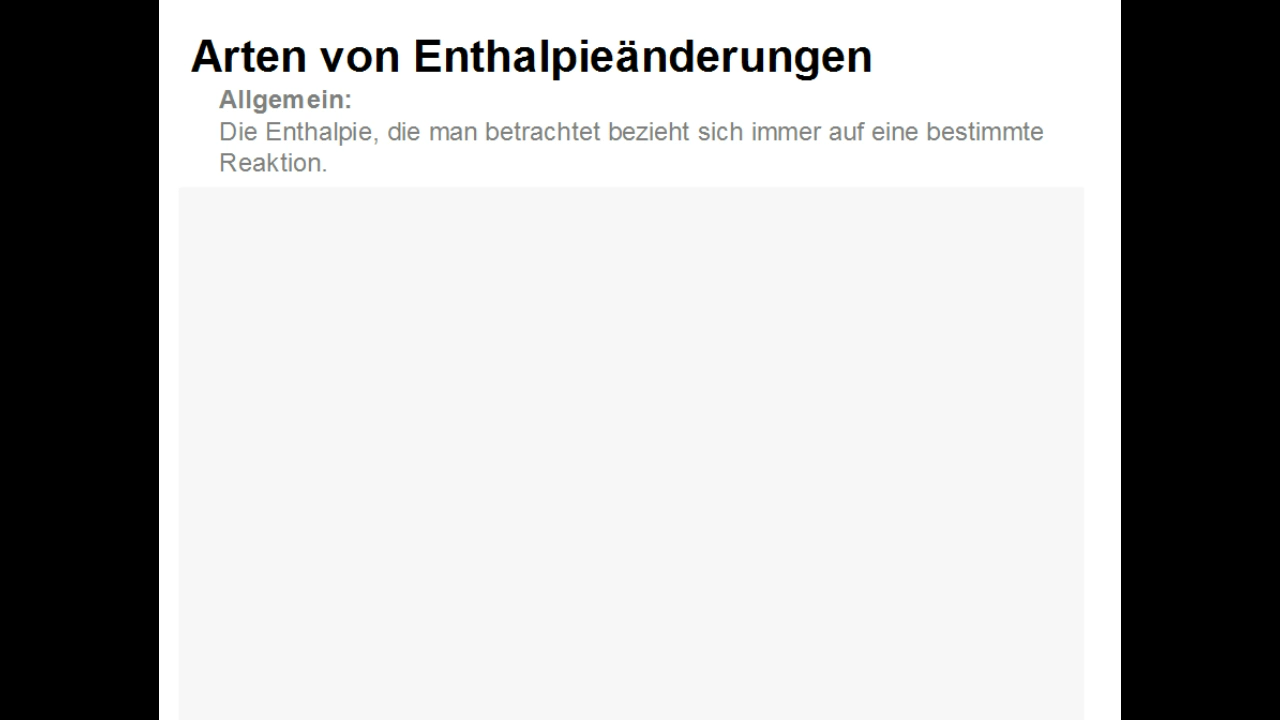 Arten von Enthalpieänderungen
Allgemein:
Die Enthalpie, die man betrachtet bezieht sich immer auf eine bestimmte
Reaktion.